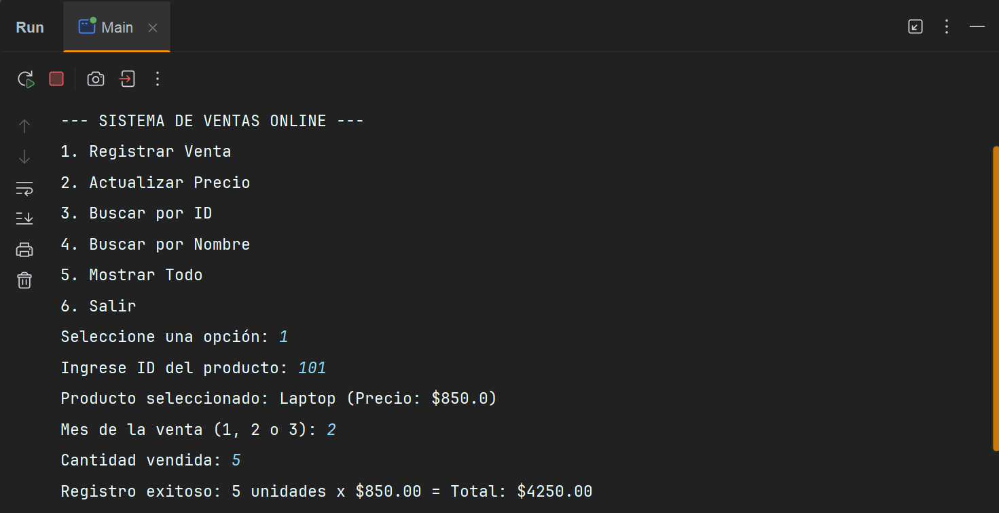 Run Main
--- SISTEMA DE VENTAS ONLINE ---
1. Registrar Venta
2. Actualizar Precio
3. Buscar por ID
4. Buscar por Nombre
5. Mostrar Todo
6. Salir
Seleccione una opción: 1
Ingrese ID del producto: 101
Producto seleccionado: Laptop (Precio: $850.0)
Mes de la venta (1, 2 o 3): 2
Cantidad vendida: 5
Registro exitoso: 5 unidades x $850.00 = Total: $4250.00